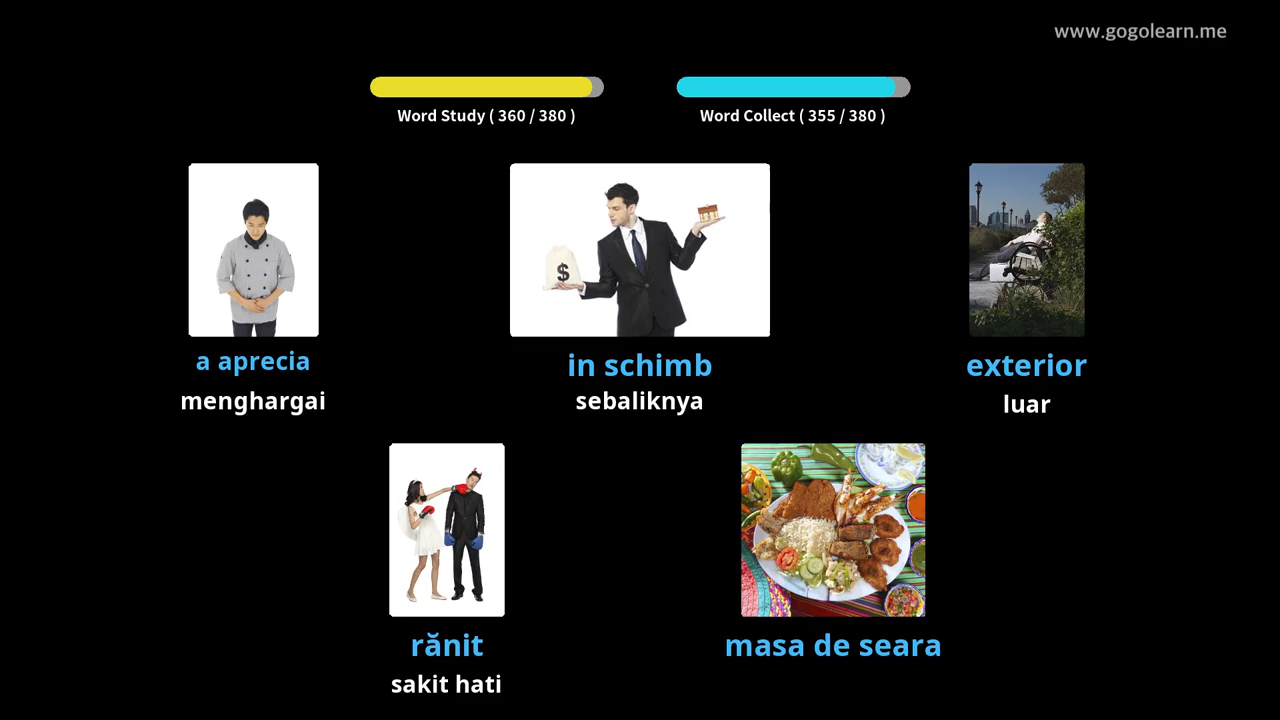 www.gogolearn.me
Word Study ( 360 / 380 )
Word Collect ( 355 / 380 )
$
a aprecia
menghargai
in schimb
sebaliknya
exterior
luar
rănit
sakit hati
masa de seara